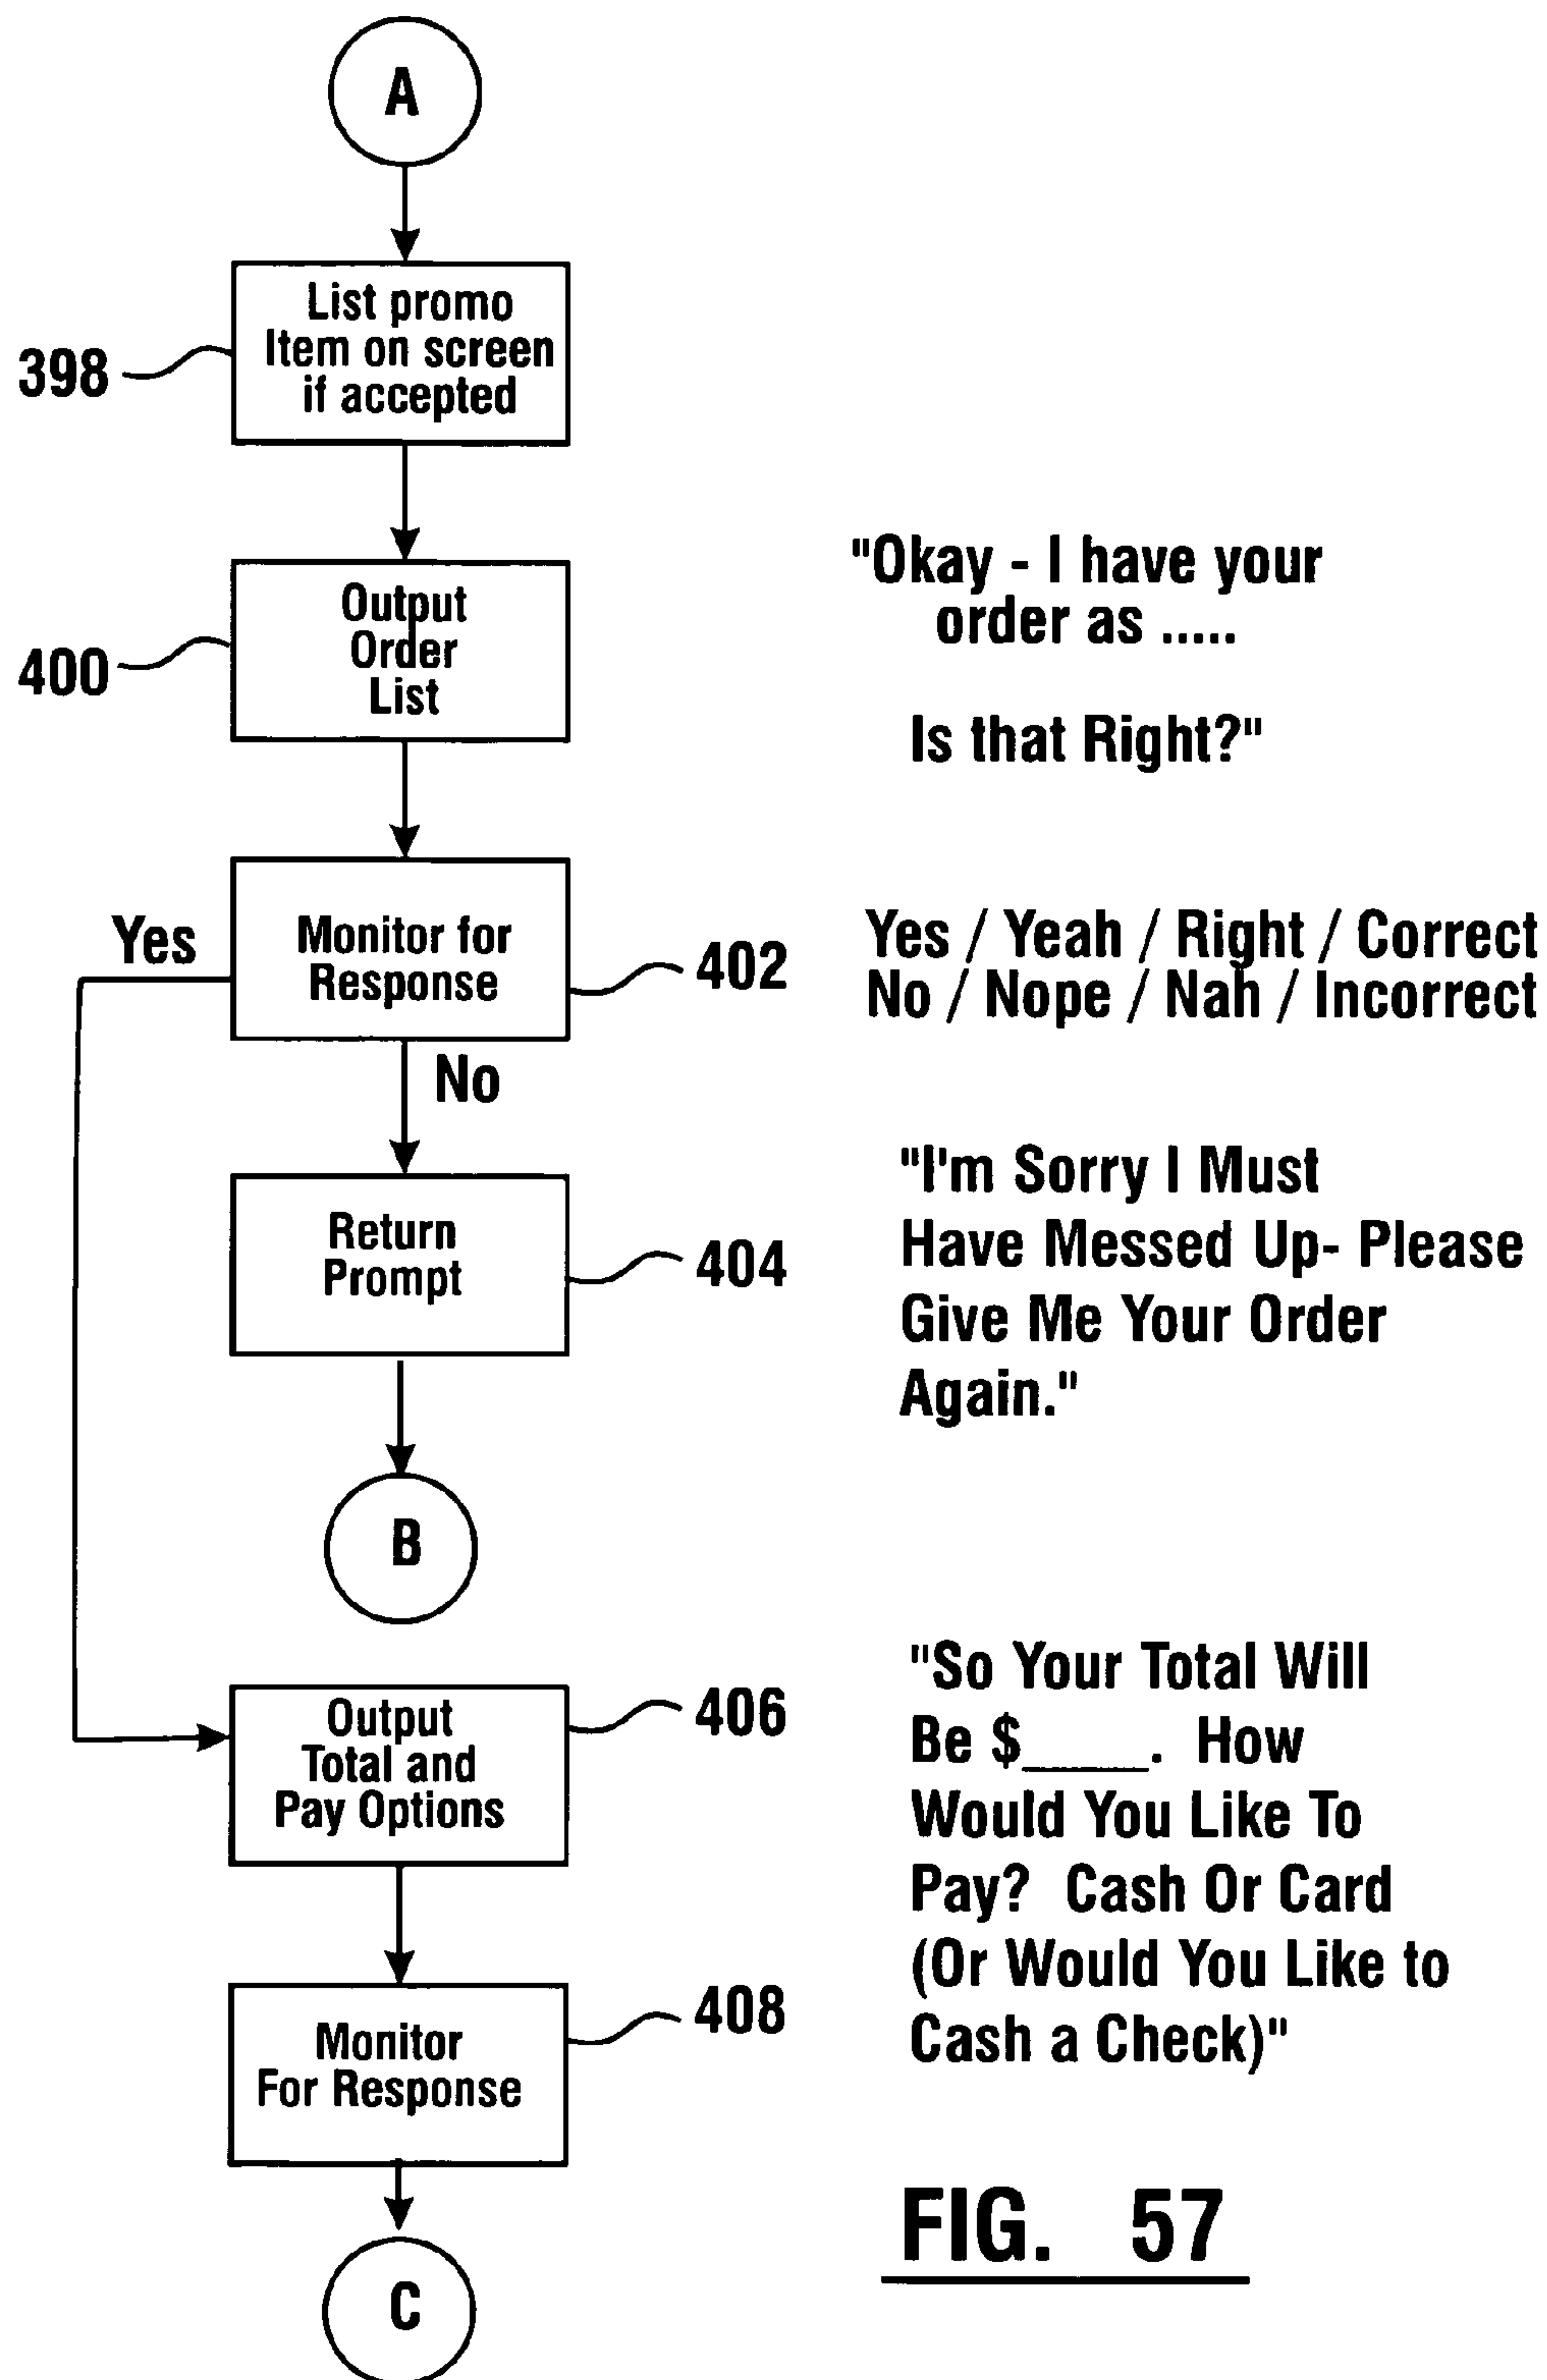 A
List promo
Item on screen
if accepted
398
Output
Order
List
400
"Okay - I have your
order as .....
Is that Right?"
Yes
Monitor for
Response
402
Yes / Yeah / Right / Correct
No / Nope / Nah / Incorrect
No
Return
Prompt
404
"I'm Sorry I Must
Have Messed Up- Please
Give Me Your Order
Again."
B
Output
Total and
Pay Options
406
"So Your Total Will
Be $_____. How
Would You Like To
Pay? Cash Or Card
(Or Would You Like to
Cash a Check)"
Monitor
For Response
408
C
FIG. 57